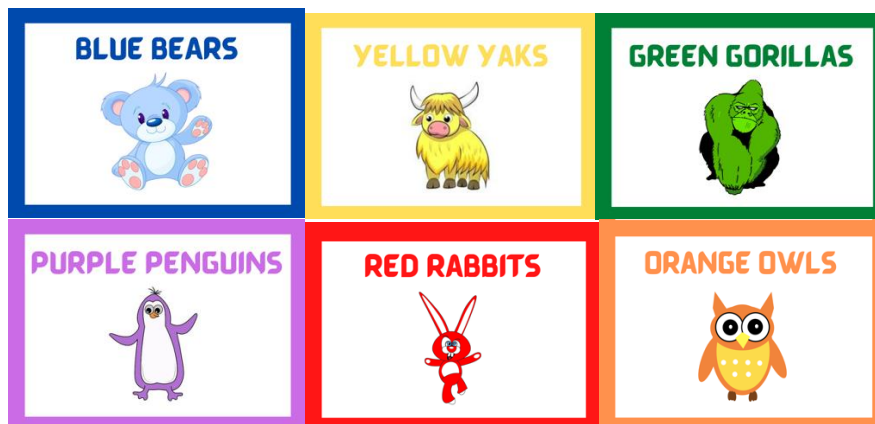 BLUE BEARS
YELLOW YAKS
GREEN GORILLAS
PURPLE PENGUINS
RED RABBITS
ORANGE OWLS